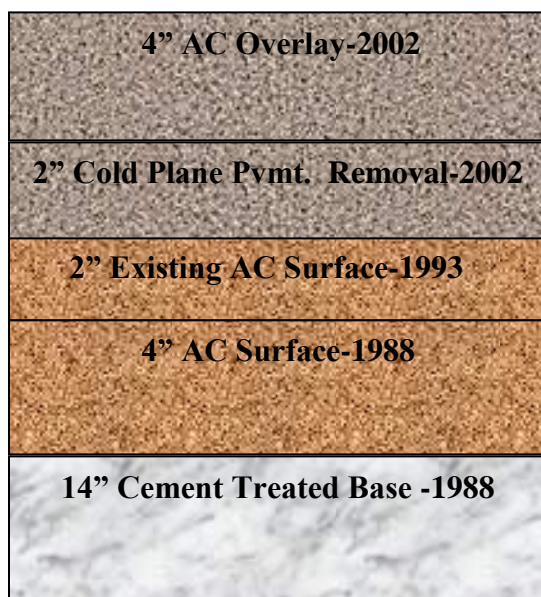 4” AC Overlay-2002
2” Cold Plane Pvmt. Removal-2002
2” Existing AC Surface-1993
4” AC Surface-1988
14” Cement Treated Base -1988